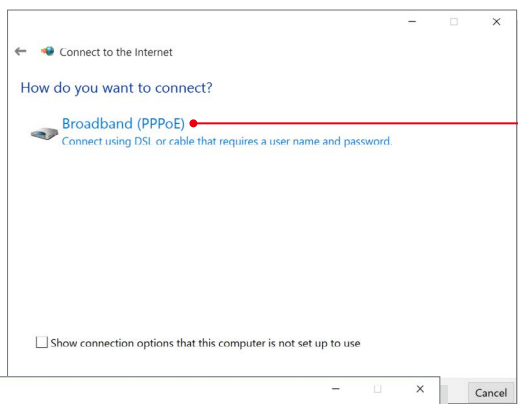 Connect to the Internet
How do you want to connect?
Broadband (PPPoE)
Connect using DSL or cable that requires a user name and password.
Show connection options that this computer is not set up to use
Cancel